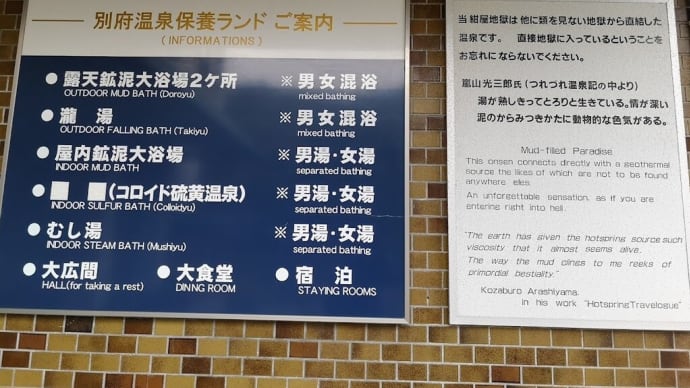 別府温泉保養ランド ご案内
(INFORMATIONS)
● 露天鉱泥大浴場2ケ所 ※ 男女混浴
OUTDOOR MUD BATH (Doroyu) mixed bathing
● 瀧湯 ※ 男女混浴
OUTDOOR FALLING BATH (Takiyu) mixed bathing
● 屋内鉱泥大浴場 ※ 男湯・女湯
INDOOR MUD BATH separated bathing
● (コロイド硫黄温泉) ※ 男湯・女湯
INDOOR SULFUR BATH (Colloidyu) separated bathing
● むし湯 ※ 男湯・女湯
INDOOR STEAM BATH (Mushiyu) separated bathing
● 大広間 ● 大食堂 ● 宿泊
HALL(for taking a rest) DINNG ROOM STAYING ROOMS
当紺屋地獄は他に類を見ない地獄から直結した
温泉です。 直接地獄に入っているということを
お忘れにならないでください。
嵐山光三郎氏(つれづれ温泉記の中より)
湯が熟しきってとろりと生きている。情が深い
泥のからみつきかたに動物的な色気がある。
Mud-filled Paradise
This onsen connects directly with a geothermal
source the likes of which are not to be found
anywhere eles.
An unforgettable sensation, as if you are
entering right into hell.
"The earth has given the hotspring source such
viscosity that it almost seems alive.
The way the mud clings to me reeks of
primordial bestiality."
Kozaburo Arashiyama,
in his work "HotspringTravelogue"